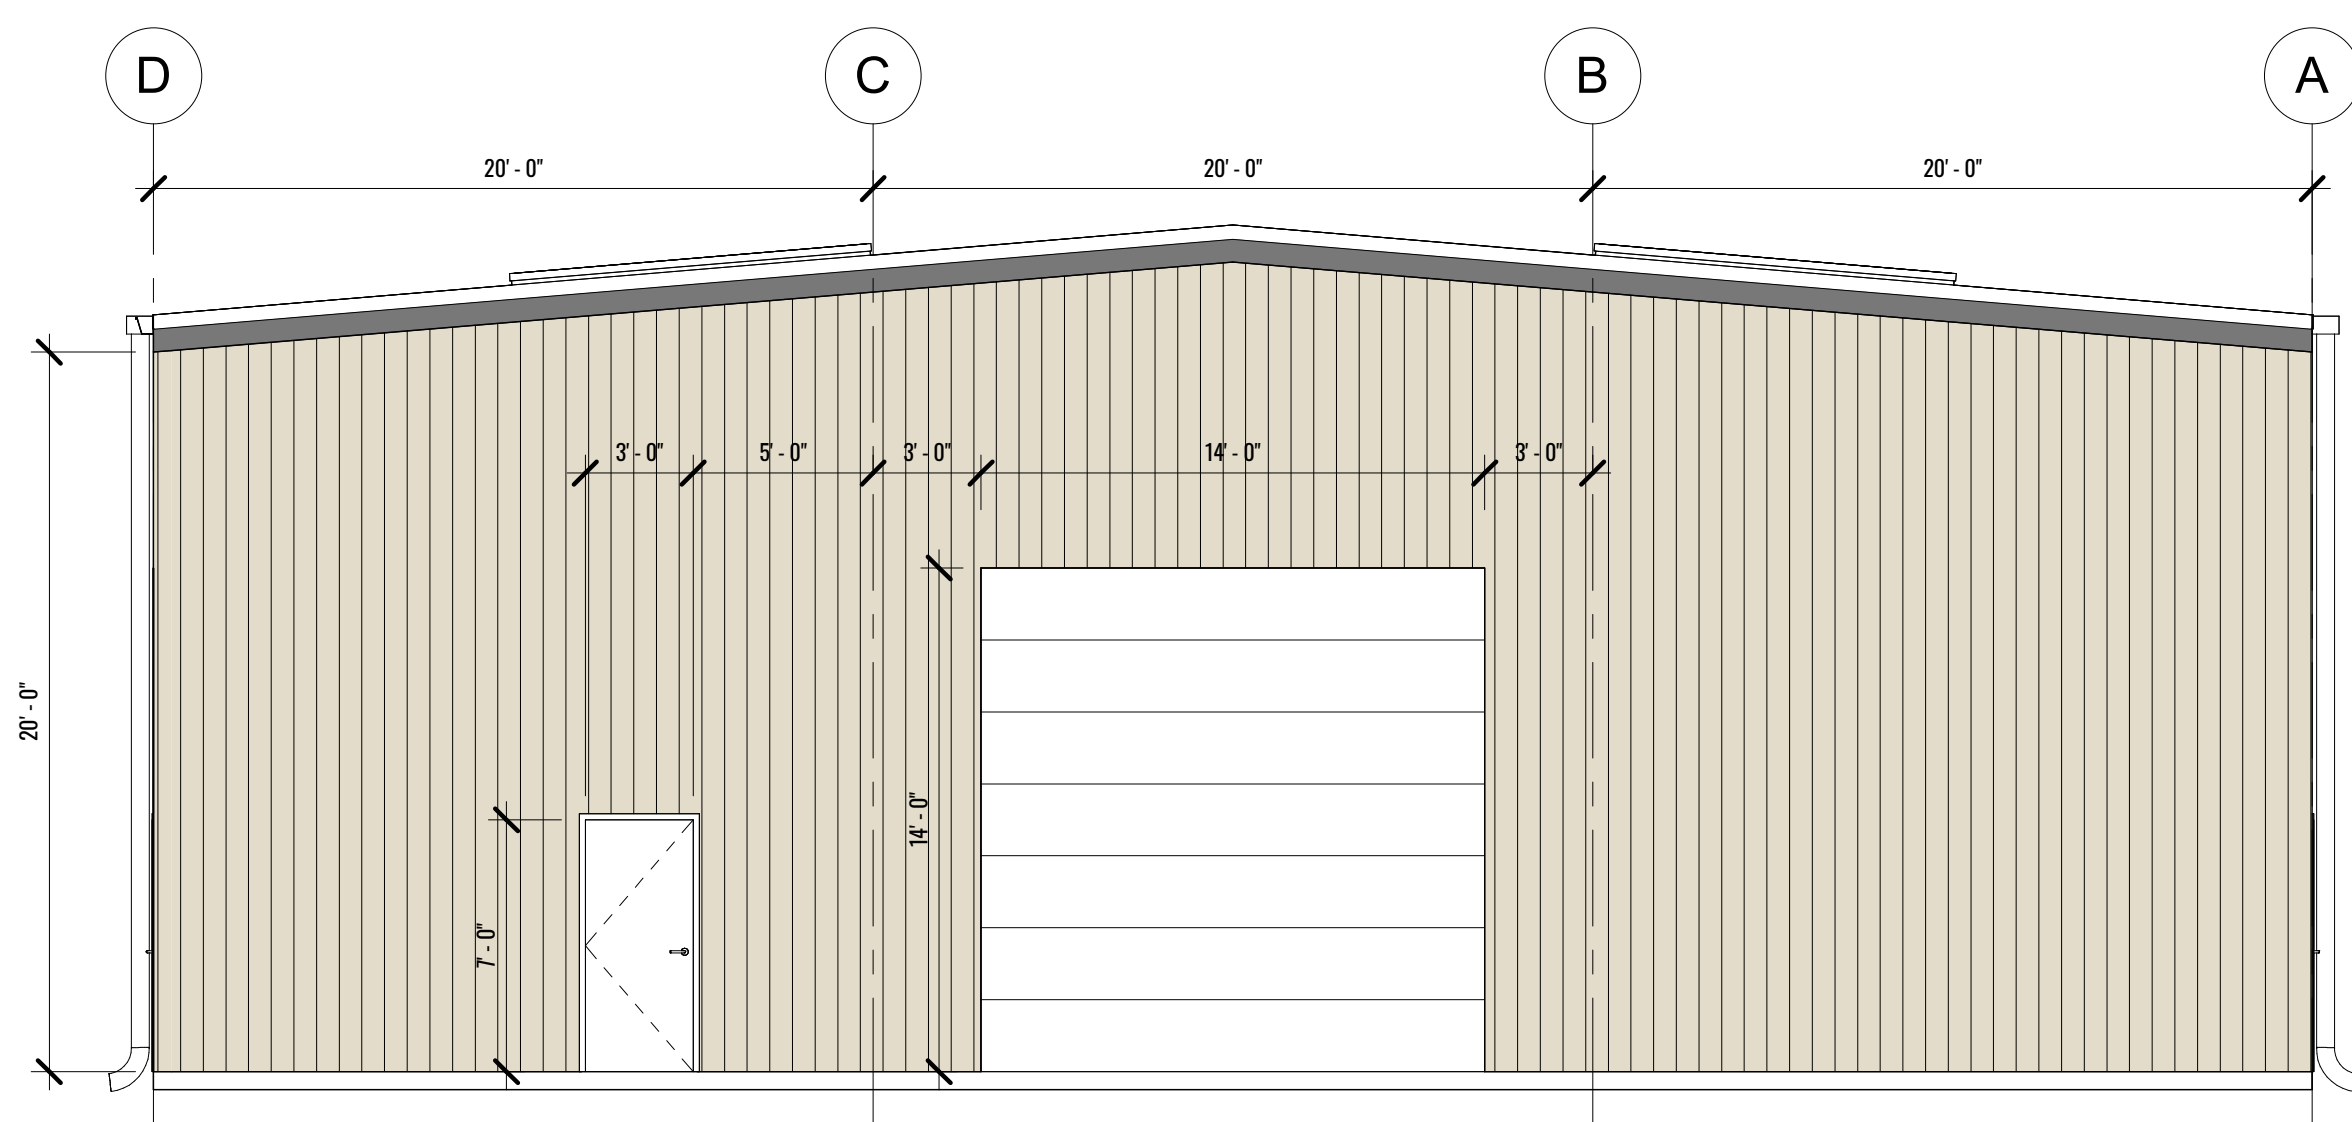 D C B A
20' - 0" 20' - 0" 20' - 0"
3' - 0" 5' - 0" 3' - 0" 14' - 0" 3' - 0"
20' - 0"
14' - 0"
7' - 0"